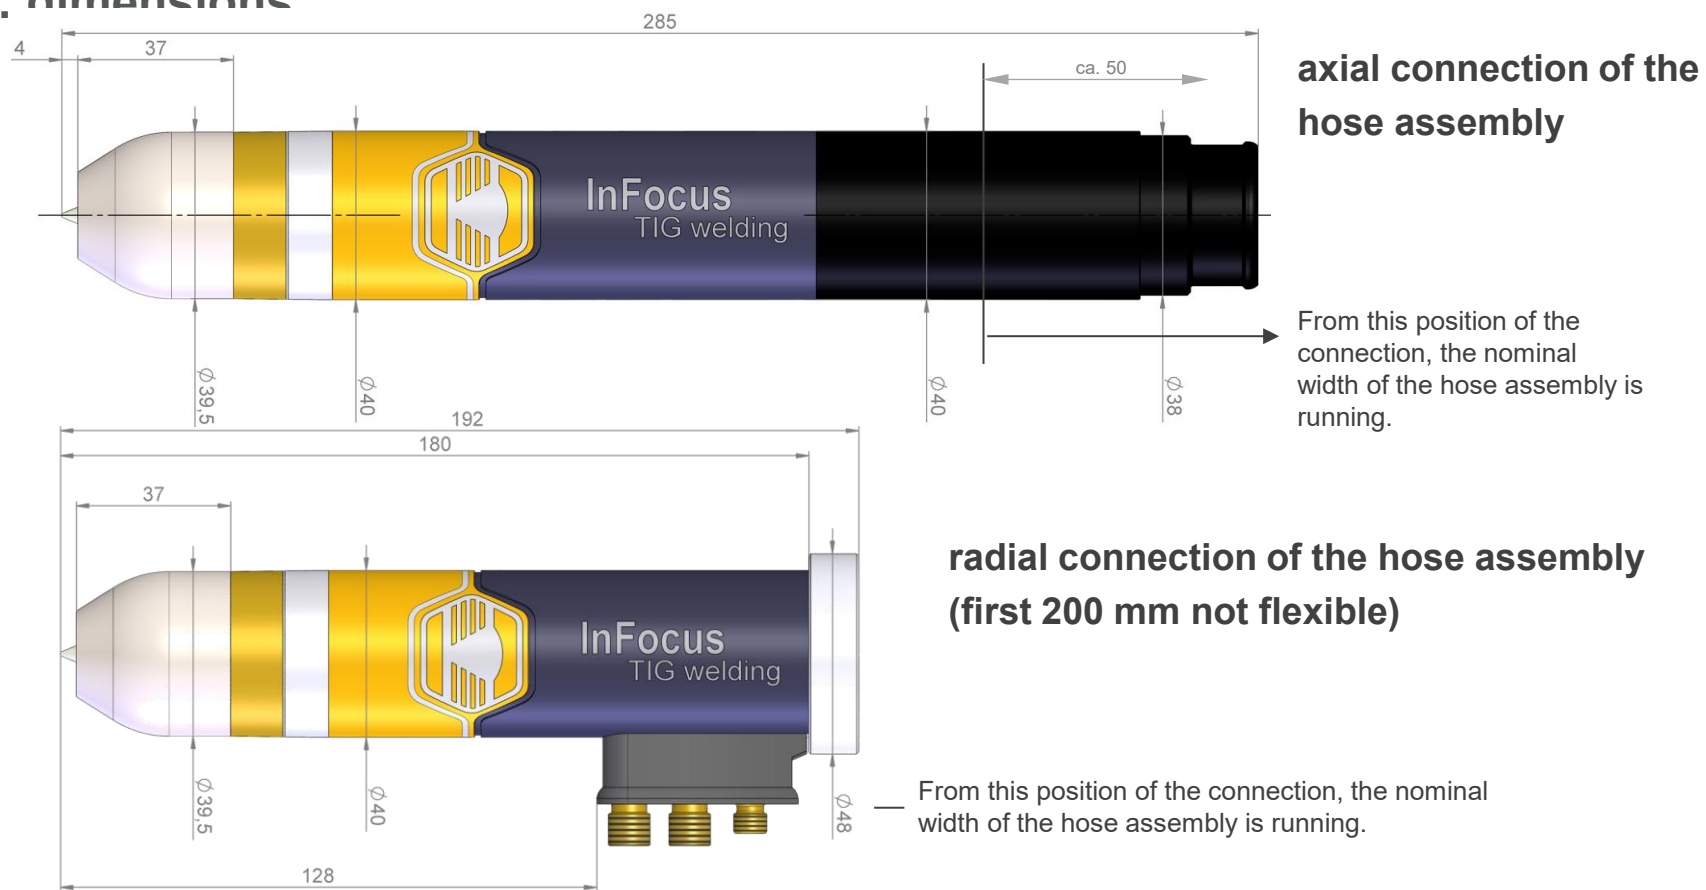 . dimensions
285
4
37
ca. 50
axial connection of the
hose assembly
InFocus
TIG welding
From this position of the
connection, the nominal
width of the hose assembly is
running.
Ø39,5
Ø40
Ø40
Ø38
192
180
37
radial connection of the hose assembly
(first 200 mm not flexible)
InFocus
TIG welding
Ø39,5
Ø40
Ø48
From this position of the connection, the nominal
width of the hose assembly is running.
128